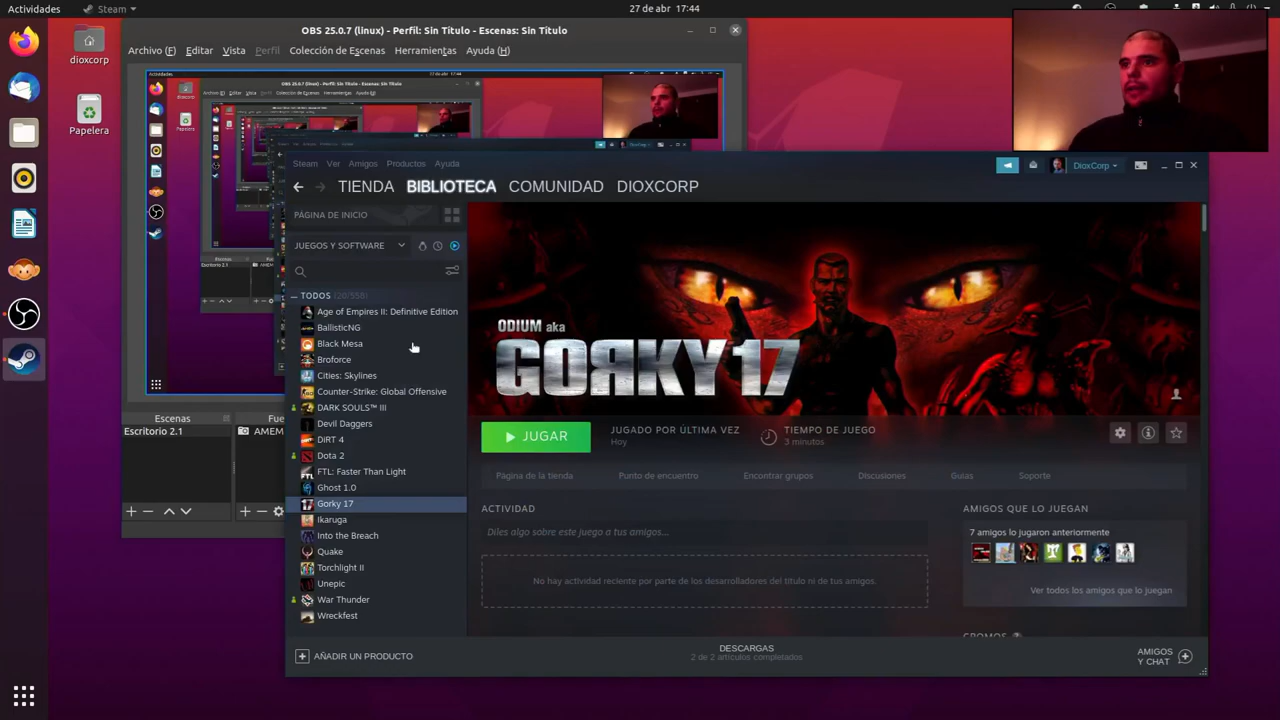 Actividades
Steam
27 de abr 17:44
dioxcorp
Papelera
OBS 25.0.7 (linux) - Perfil: Sin Título - Escenas: Sin Título
Archivo (F) Editar Vista Perfil Colección de Escenas Herramientas Ayuda (H)
Escenas
Escritorio 2.1
Steam Ver Amigos Productos Ayuda
DioxCorp
TIENDA BIBLIOTECA COMUNIDAD DIOXCORP
PÁGINA DE INICIO
JUEGOS Y SOFTWARE
TODOS (20/558)
Age of Empires II: Definitive Edition
BallisticNG
Black Mesa
Broforce
Cities: Skylines
Counter-Strike: Global Offensive
DARK SOULS™ III
Devil Daggers
DiRT 4
Dota 2
FTL: Faster Than Light
Ghost 1.0
Gorky 17
Ikaruga
Into the Breach
Quake
Torchlight II
Unepic
War Thunder
Wreckfest
AÑADIR UN PRODUCTO
ODIUM aka
GORKY 17
JUGAR
JUGADO POR ÚLTIMA VEZ
Hoy
TIEMPO DE JUEGO
3 minutos
Página de la tienda Punto de encuentro Encontrar grupos Discusiones Guías Soporte
ACTIVIDAD
Diles algo sobre este juego a tus amigos...
No hay actividad reciente por parte de los desarrolladores del título ni de tus amigos.
AMIGOS QUE LO JUEGAN
7 amigos lo jugaron anteriormente
Ver todos los amigos que lo juegan
CROMOS
DESCARGAS
2 de 2 artículos completados
AMIGOS
Y CHAT